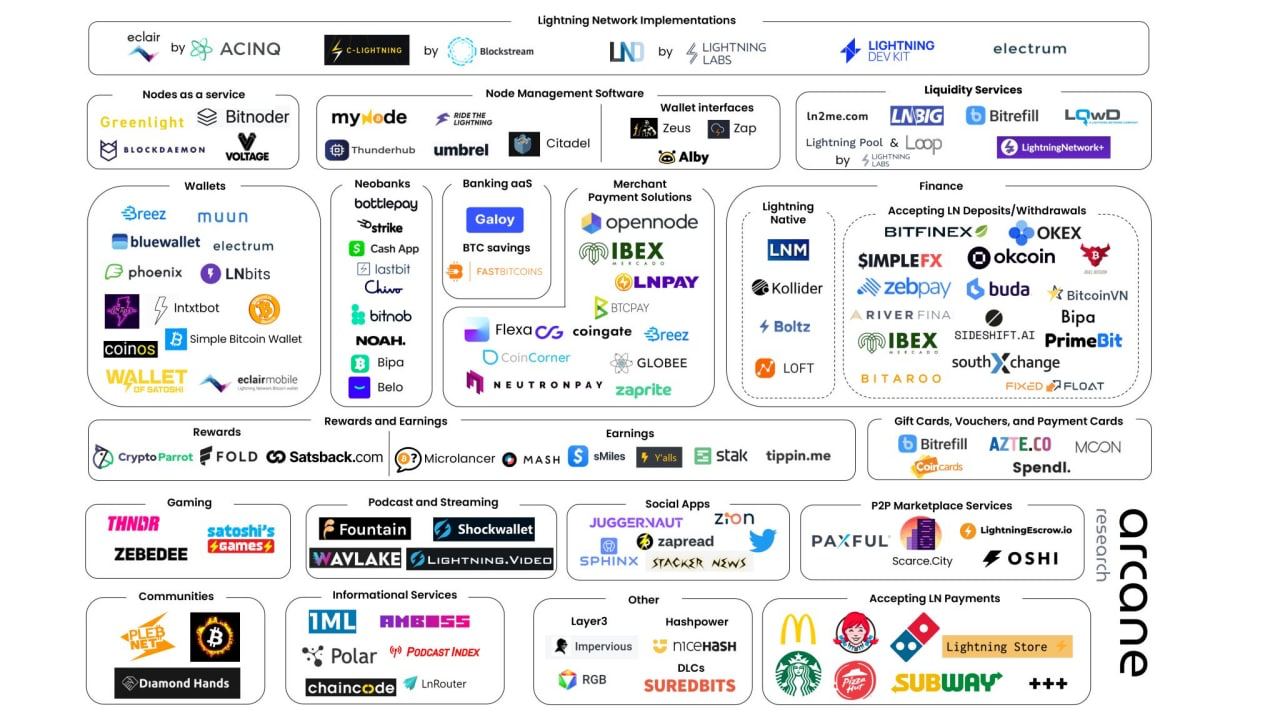 Lightning Network Implementations
eclair by ACINQ
C-LIGHTNING by Blockstream
LND by LIGHTNING LABS
LIGHTNING DEV KIT
electrum
Nodes as a service
Greenlight
Bitnoder
BLOCKDAEMON
VOLTAGE
Node Management Software
myNode
RIDE THE LIGHTNING
Thunderhub
umbrel
Citadel
Wallet interfaces
Zeus
Zap
Alby
Liquidity Services
ln2me.com
LNBIG
Bitrefill
LQwD
Lightning Pool & Loop
by LIGHTNING LABS
LightningNetwork+
Wallets
Breez
muun
bluewallet
electrum
phoenix
LNbits
Intxtbot
coinos
Simple Bitcoin Wallet
WALLET OF SATOSHI
eclairmobile
Lightning Network Bitcoin wallet
Neobanks
bottlepay
strike
Cash App
lastbit
Chivo
bitnob
NOAH.
Bipa
Belo
Banking aaS
Galoy
BTC savings
FASTBITCOINS
Merchant
Payment Solutions
opennode
IBEX
MERCADO
LNPAY
BTCPAY
Flexa
coingate
Breez
CoinCorner
GLOBEE
NEUTRONPAY
zaprite
Finance
Lightning
Native
LNM
Kollider
Boltz
LOFT
Accepting LN Deposits/Withdrawals
BITFINEX
OKEX
SIMPLEFX
okcoin
BULL BITCOIN
zebpay
buda
BitcoinVN
RIVERFINA
SIDESHIFT.AI
Bipa
IBEX
MERCADO
PrimeBit
southXchange
BITAROO
FIXED FLOAT
Rewards and Earnings
Rewards
CryptoParrot
FOLD
Satsback.com
Earnings
Microlancer
MASH
sMiles
Y'alls
stak
tippin.me
Gift Cards, Vouchers, and Payment Cards
Bitrefill
AZTE.CO
MOON
Coincards
Spendl.
Gaming
THNDR
satoshi's
Games
ZEBEDEE
Podcast and Streaming
Fountain
Shockwallet
WAVLAKE
LIGHTNING.VIDEO
Social Apps
JUGGERNAUT
zion
zapread
SPHINX
STACKER NEWS
P2P Marketplace Services
PAXFUL
Scarce.City
LightningEscrow.io
OSHI
arcane
research
Communities
PLEB NET
Diamond Hands
Informational Services
1ML
AMBOSS
Polar
PODCAST INDEX
chaincode
LnRouter
Other
Layer3
Impervious
RGB
Hashpower
NICEHASH
DLCs
SUREDBITS
Accepting LN Payments
Wendy's
Lightning Store
Pizza Hut
SUBWAY
+++